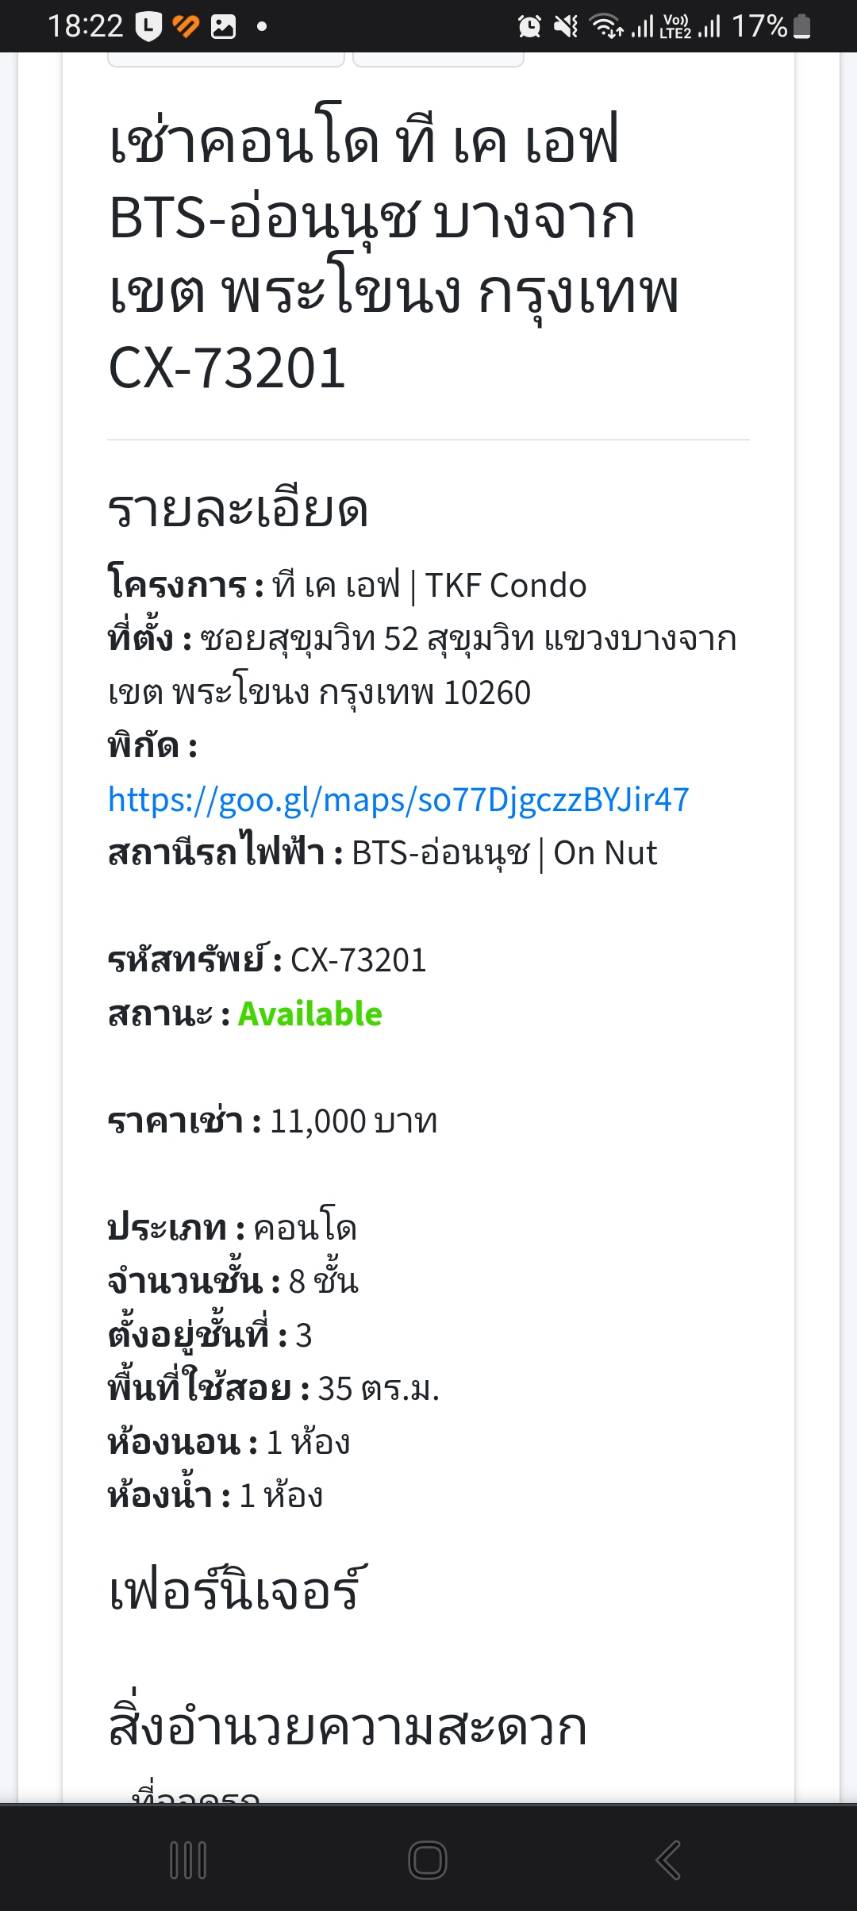 18:22
Vo))
LTE2
17%
เช่าคอนโด ที เค เอฟ
BTS-อ่อนนุช บางจาก
เขต พระโขนง กรุงเทพ
CX-73201
รายละเอียด
โครงการ : ที เค เอฟ | TKF Condo
ที่ตั้ง : ซอยสุขุมวิท 52 สุขุมวิท แขวงบางจาก
เขต พระโขนง กรุงเทพ 10260
พิกัด :
https://goo.gl/maps/so77DjgczzBYJir47
สถานีรถไฟฟ้า : BTS-อ่อนนุช | On Nut
รหัสทรัพย์ : CX-73201
สถานะ : Available
ราคาเช่า : 11,000 บาท
ประเภท : คอนโด
จำนวนชั้น : 8 ชั้น
ตั้งอยู่ชั้นที่ : 3
พื้นที่ใช้สอย : 35 ตร.ม.
ห้องนอน : 1 ห้อง
ห้องน้ำ : 1 ห้อง
เฟอร์นิเจอร์
สิ่งอำนวยความสะดวก
ที่จอดรถ